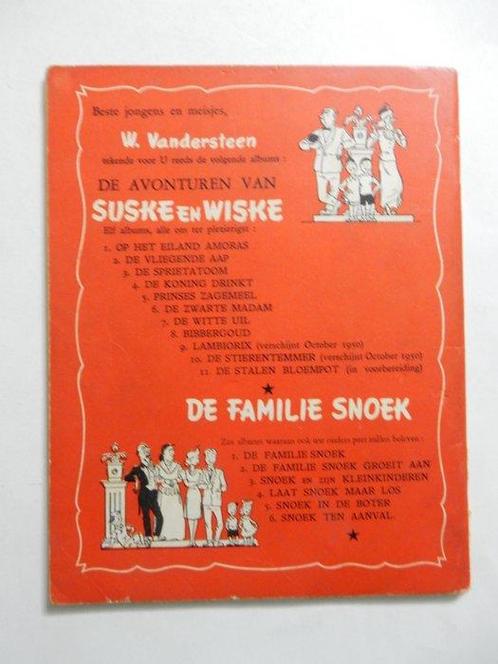 Beste jongens en meisjes,
W. Vandersteen
tekende voor U reeds de volgende albums :
DE AVONTUREN VAN
SUSKE EN WISKE
Elf albums, alle om ter plezierigst :
1. OP HET EILAND AMORAS
2. DE VLIEGENDE AAP
3. DE SPRIETATOOM
4. DE KONING DRINKT
5. PRINSES ZAGEMEEL
6. DE ZWARTE MADAM
7. DE WITTE UIL
8. BIBBERGOUD
9. LAMBIORIX (verschijnt October 1950)
10. DE STIERENTEMMER (verschijnt October 1950)
11. DE STALEN BLOEMPOT (in voorbereiding)
DE FAMILIE SNOEK
Zes albums waaraan ook uw ouders pret zullen beleven :
1. DE FAMILIE SNOEK
2. DE FAMILIE SNOEK GROEIT AAN
3. SNOEK EN ZIJN KLEINKINDEREN
4. LAAT SNOEK MAAR LOS
5. SNOEK IN DE BOTER
6. SNOEK TEN AANVAL